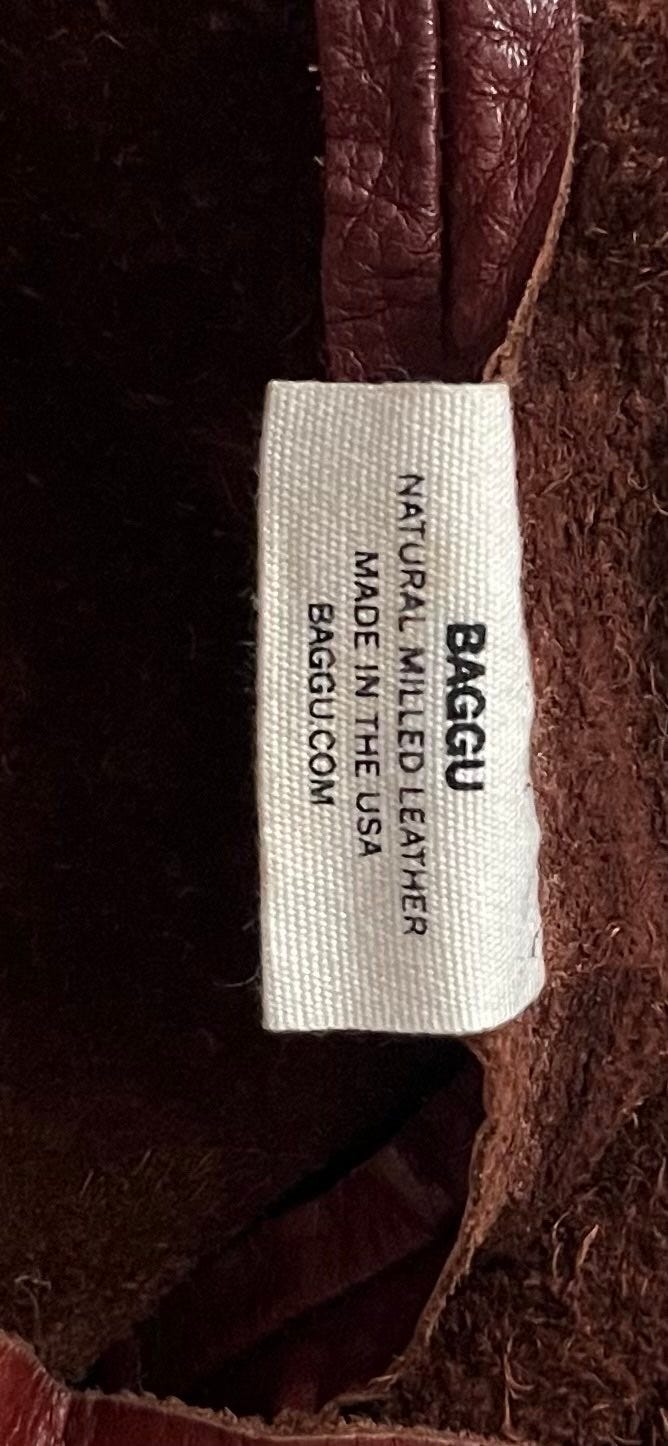 BAGGU
NATURAL MILLED LEATHER
MADE IN THE USA
BAGGU.COM